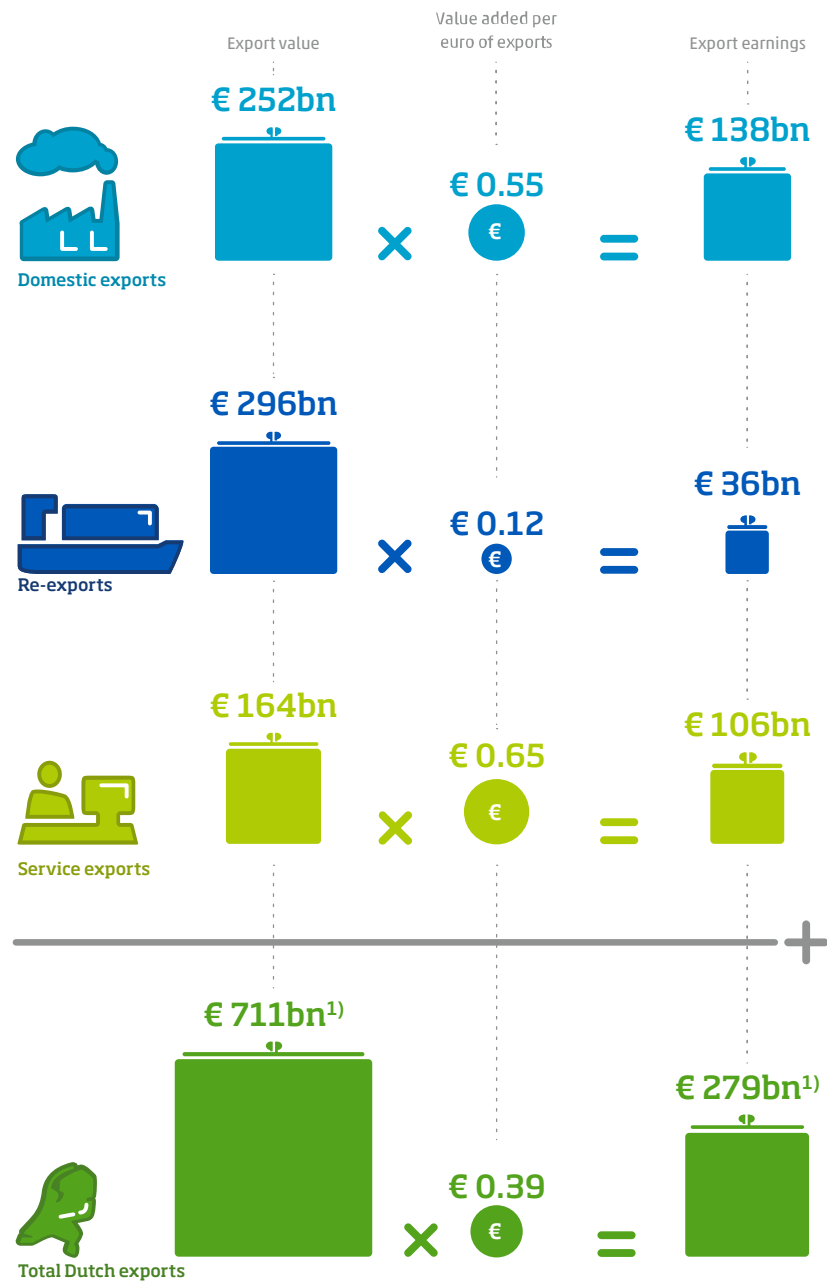 Export value
Value added per
euro of exports
Export earnings
€ 252bn
€ 0.55
€
€ 138bn
Domestic exports
€ 296bn
€ 0.12
€
€ 36bn
Re-exports
€ 164bn
€ 0.65
€
€ 106bn
Service exports
€ 711bn¹⁾
€ 0.39
€
€ 279bn¹⁾
Total Dutch exports